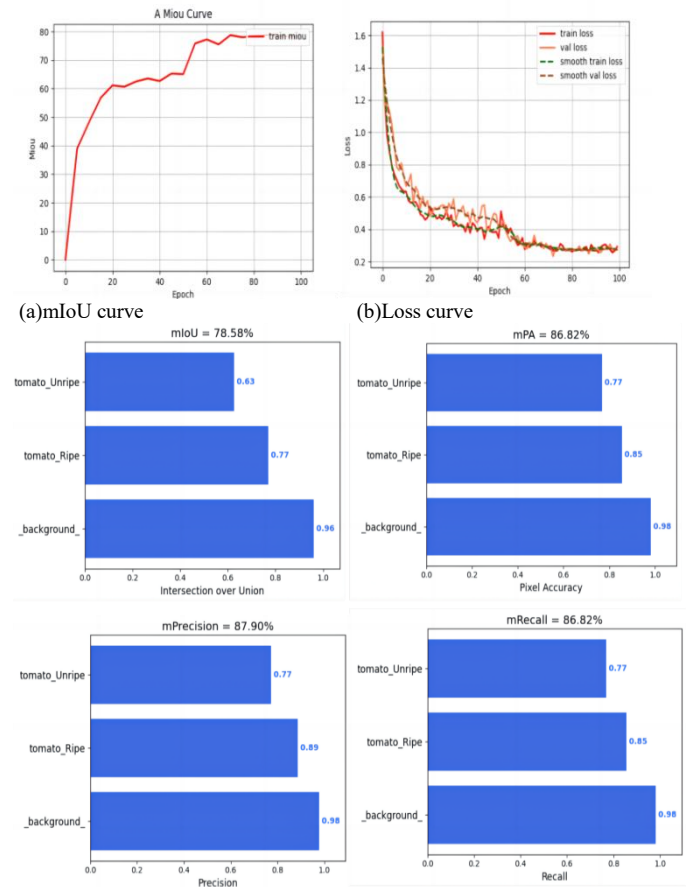 A Miou Curve
train miou
80
70
60
50
40
30
20
10
0
Miou
0 20 40 60 80 100
Epoch
train loss
val loss
smooth train loss
smooth val loss
1.6
1.4
1.2
1.0
0.8
0.6
0.4
0.2
Loss
0 20 40 60 80 100
Epoch
(a)mIoU curve
(b)Loss curve
mIoU = 78.58%
tomato_Unripe 0.63
tomato_Ripe 0.77
_background_ 0.96
0.0 0.2 0.4 0.6 0.8 1.0
Intersection over Union
mPA = 86.82%
tomato_Unripe 0.77
tomato_Ripe 0.85
_background_ 0.98
0.0 0.2 0.4 0.6 0.8 1.0
Pixel Accuracy
mPrecision = 87.90%
tomato_Unripe 0.77
tomato_Ripe 0.89
_background_ 0.98
0.0 0.2 0.4 0.6 0.8 1.0
Precision
mRecall = 86.82%
tomato_Unripe 0.77
tomato_Ripe 0.85
_background_ 0.98
0.0 0.2 0.4 0.6 0.8 1.0
Recall